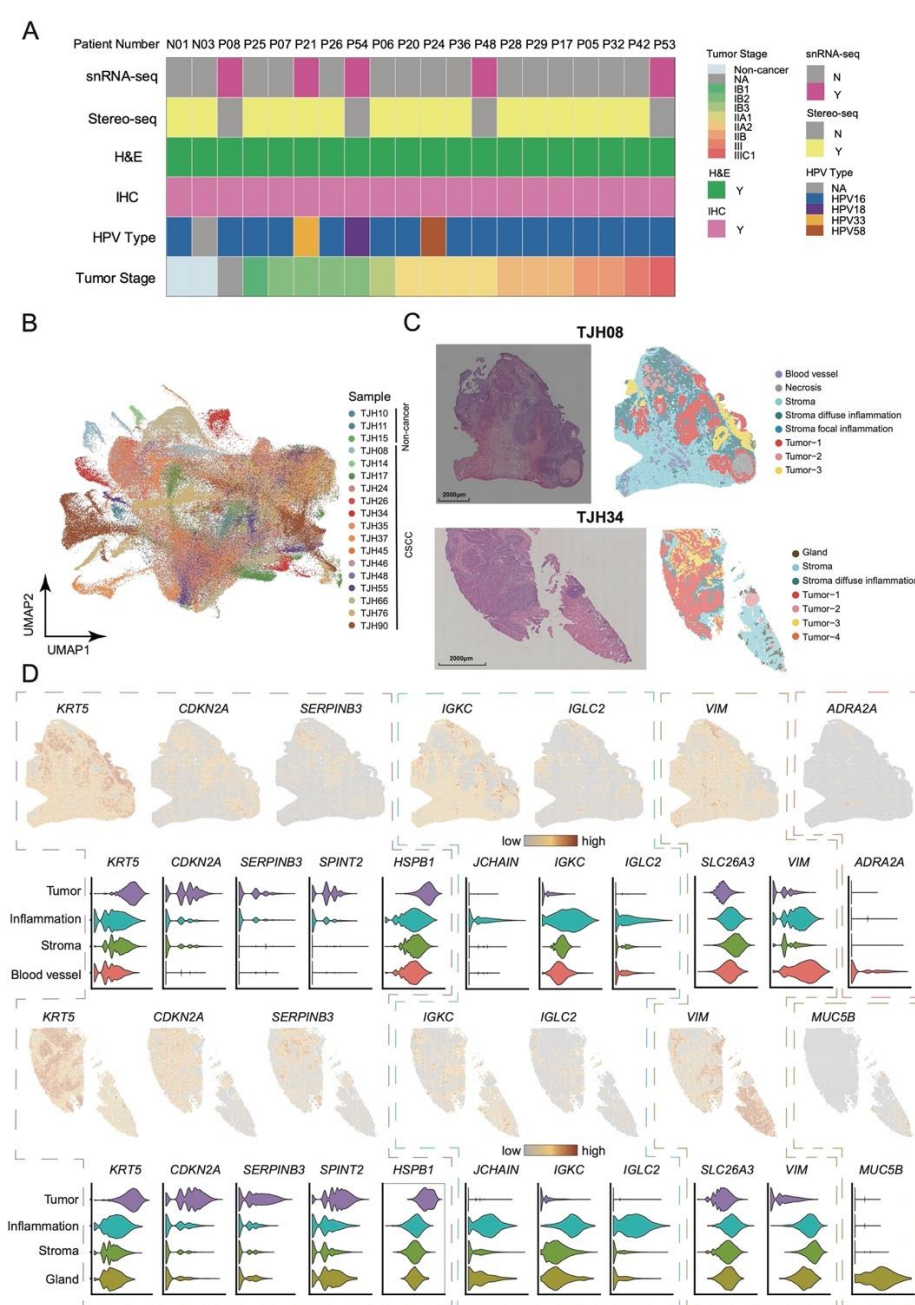 A
Patient Number N01 N03 P08 P25 P07 P21 P26 P54 P06 P20 P24 P36 P48 P28 P29 P17 P05 P32 P42 P53
snRNA-seq
Stereo-seq
H&E
IHC
HPV Type
Tumor Stage
Tumor Stage
Non-cancer
NA
IB1
IB2
IB3
IIA1
IIA2
IIB
III
IIIC1
H&E
Y
IHC
Y
snRNA-seq
N
Y
Stereo-seq
N
Y
HPV Type
NA
HPV16
HPV18
HPV33
HPV58
B
UMAP2
UMAP1
Sample
TJH10
TJH11
TJH15
TJH08
TJH14
TJH17
TJH24
TJH26
TJH34
TJH35
TJH37
TJH45
TJH46
TJH48
TJH55
TJH66
TJH76
TJH90
Non-cancer
CSCC
C
TJH08
2000μm
Blood vessel
Necrosis
Stroma
Stroma diffuse inflammation
Stroma focal inflammation
Tumor-1
Tumor-2
Tumor-3
TJH34
2000μm
Gland
Stroma
Stroma diffuse inflammation
Tumor-1
Tumor-2
Tumor-3
Tumor-4
D
KRT5 CDKN2A SERPINB3 IGKC IGLC2 VIM ADRA2A
low high
KRT5 CDKN2A SERPINB3 SPINT2 HSPB1 JCHAIN IGKC IGLC2 SLC26A3 VIM ADRA2A
Tumor
Inflammation
Stroma
Blood vessel
KRT5 CDKN2A SERPINB3 IGKC IGLC2 VIM MUC5B
low high
KRT5 CDKN2A SERPINB3 SPINT2 HSPB1 JCHAIN IGKC IGLC2 SLC26A3 VIM MUC5B
Tumor
Inflammation
Stroma
Gland